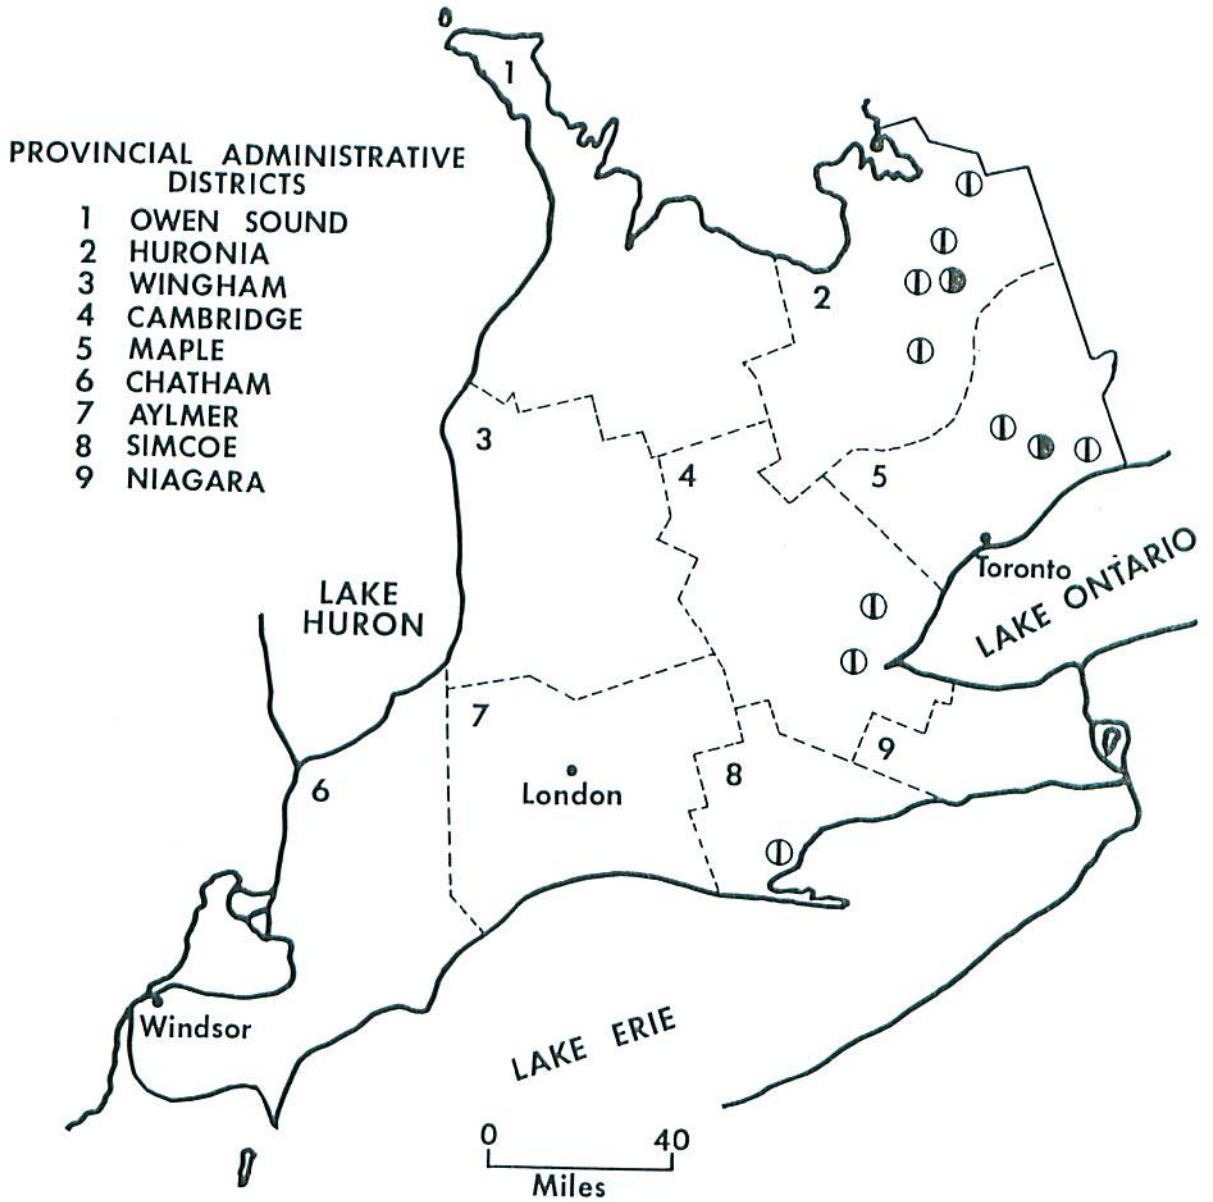 PROVINCIAL ADMINISTRATIVE
DISTRICTS
1 OWEN SOUND
2 HURONIA
3 WINGHAM
4 CAMBRIDGE
5 MAPLE
6 CHATHAM
7 AYLMER
8 SIMCOE
9 NIAGARA
1
2
3
4
5
Toronto
LAKE ONTARIO
LAKE
HURON
7
9
6
8
London
Windsor
LAKE ERIE
0 40
Miles